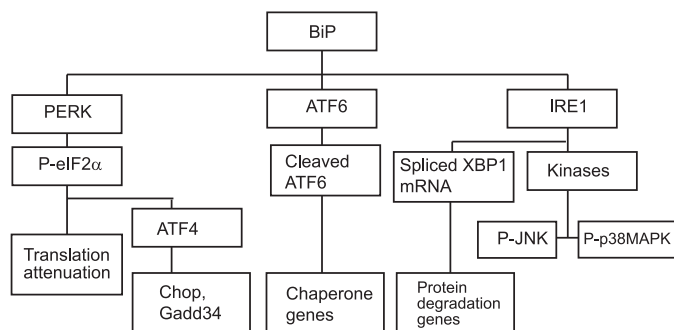 BiP
PERK
ATF6
IRE1
P-eIF2α
Cleaved
ATF6
Spliced XBP1
mRNA
Kinases
Translation
attenuation
ATF4
P-JNK
P-p38MAPK
Chop,
Gadd34
Chaperone
genes
Protein
degradation
genes